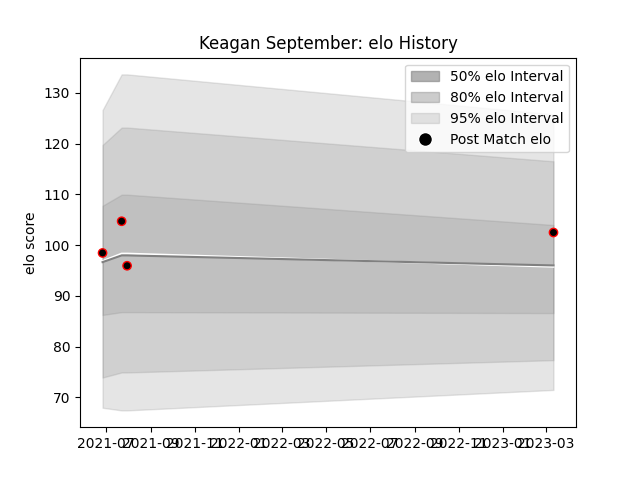 Keagan September: elo History
130
120
110
100
90
80
70
elo score
50% elo Interval
80% elo Interval
95% elo Interval
Post Match elo
2021-07 2021-09 2021-11 2022-01 2022-03 2022-05 2022-07 2022-09 2022-11 2023-01 2023-03